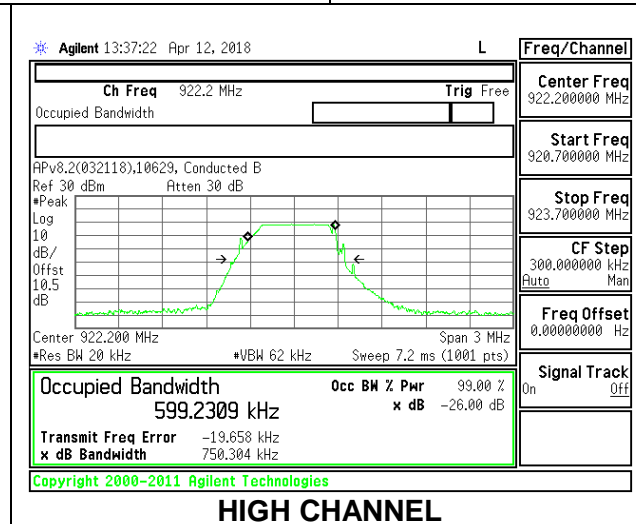 Agilent 13:37:22 Apr 12, 2018 L
Freq/Channel
Ch Freq 922.2 MHz Trig Free
Occupied Bandwidth
Center Freq
922.200000 MHz
Start Freq
920.700000 MHz
Stop Freq
923.700000 MHz
CF Step
300.000000 kHz
Auto Man
Freq Offset
0.00000000 Hz
Signal Track
On Off
APv8.2(032118),10629, Conducted B
Ref 30 dBm Atten 30 dB
#Peak
Log
10
dB/
Offst
10.5
dB
Center 922.200 MHz Span 3 MHz
#Res BW 20 kHz #VBW 62 kHz Sweep 7.2 ms (1001 pts)
Occupied Bandwidth Occ BW % Pwr 99.00 %
599.2309 kHz x dB -26.00 dB
Transmit Freq Error -19.658 kHz
x dB Bandwidth 750.304 kHz
Copyright 2000-2011 Agilent Technologies
HIGH CHANNEL